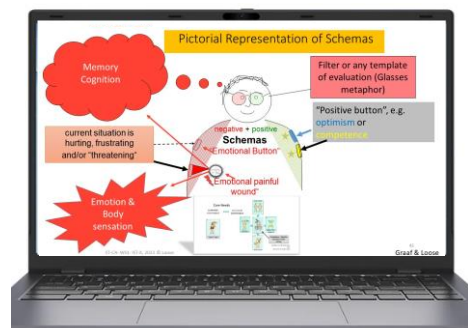 Pictorial Representation of Schemas
Memory
Cognition
Filter or any template
of evaluation (Glasses
metaphor)
negative + positive
Schemas
"Emotional Button"
"Positive button", e.g.
optimism or
competence
current situation is
hurting, frustrating
and/or "threatening"
"Emotional painful
wound"
Emotion &
Body
sensation
Graaf & Loose